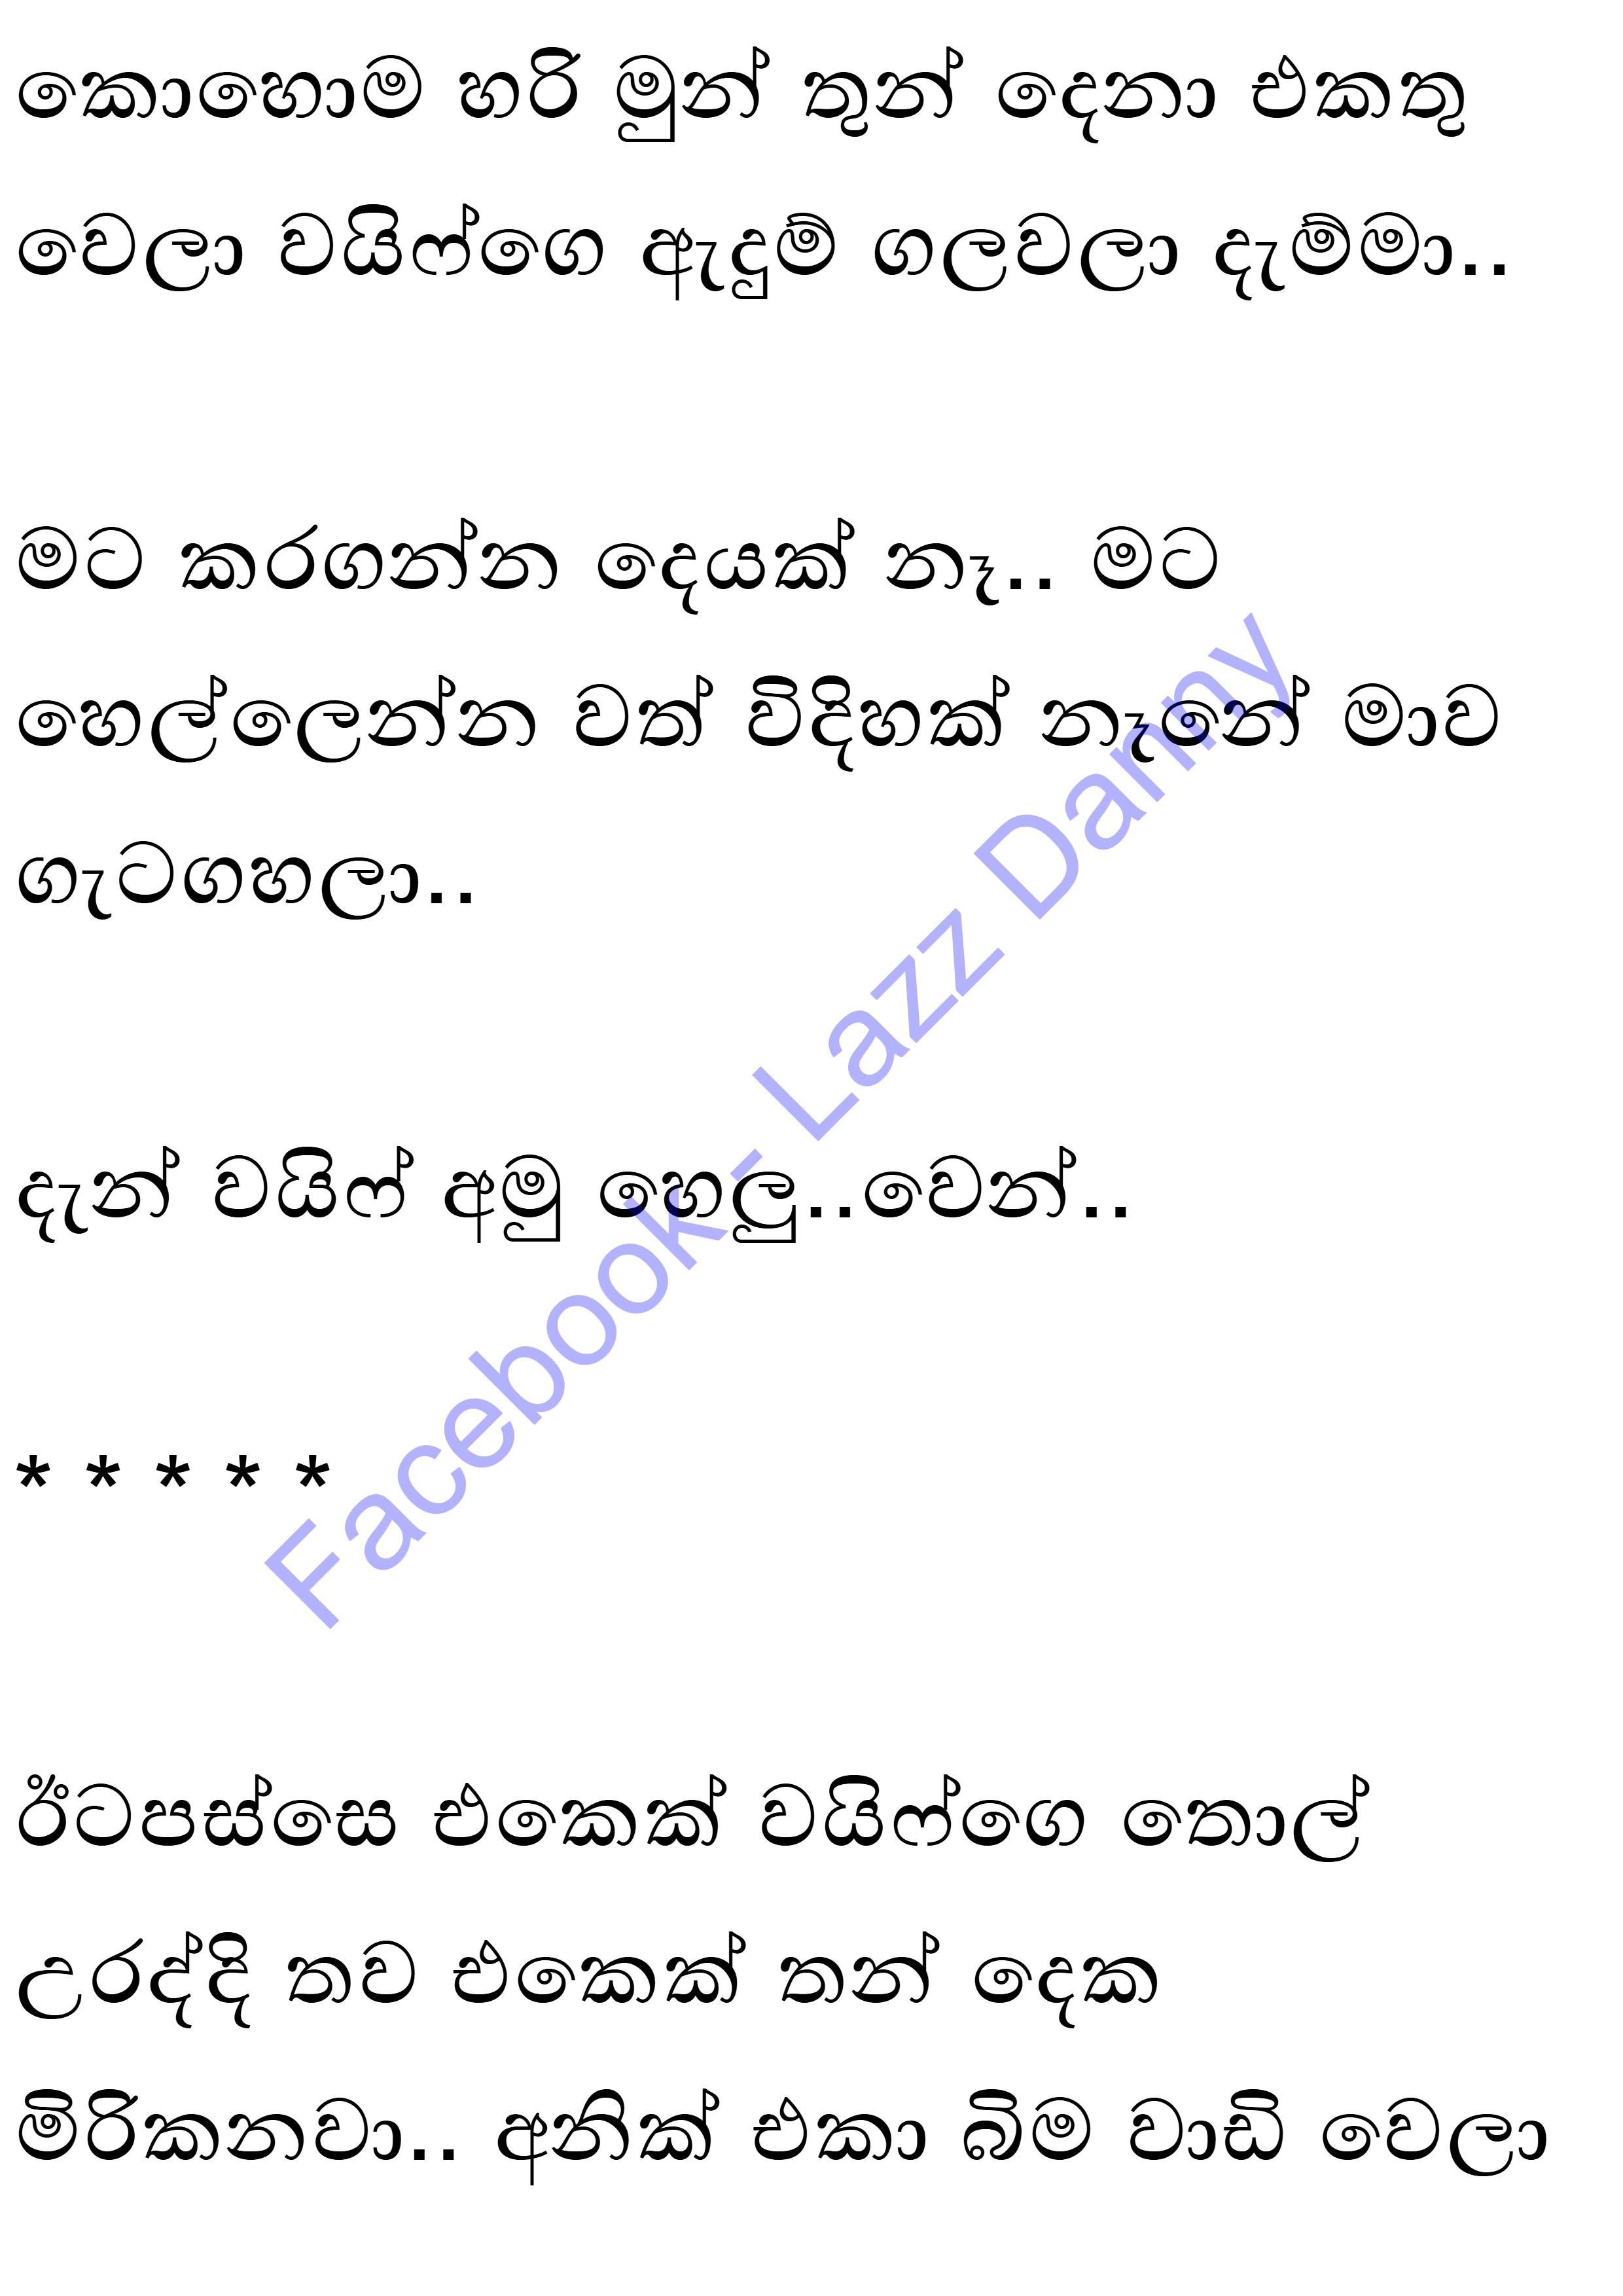 කොහොම හරි මුන් තුන් දෙනා එකතු
වෙලා වයිෆ්ගෙ ඇඳුම් ගලවලා දැම්මා..
මට කරගන්න දෙයක් නෑ.. මට
හෙල්ලෙන්න වත් විදිහක් නෑනේ මාව
ගැටගහලා..
දැන් වයිෆ් අමු හෙලු..වෙන්..
* * * * *
ඊටපස්සෙ එකෙක් වයිෆ්ගෙ තොල්
උරද්දි තව එකෙක් තන් දෙක
මිරිකනවා.. අනික් එකා බිම වාඩි වෙලා
Facebook- Lazz Danny